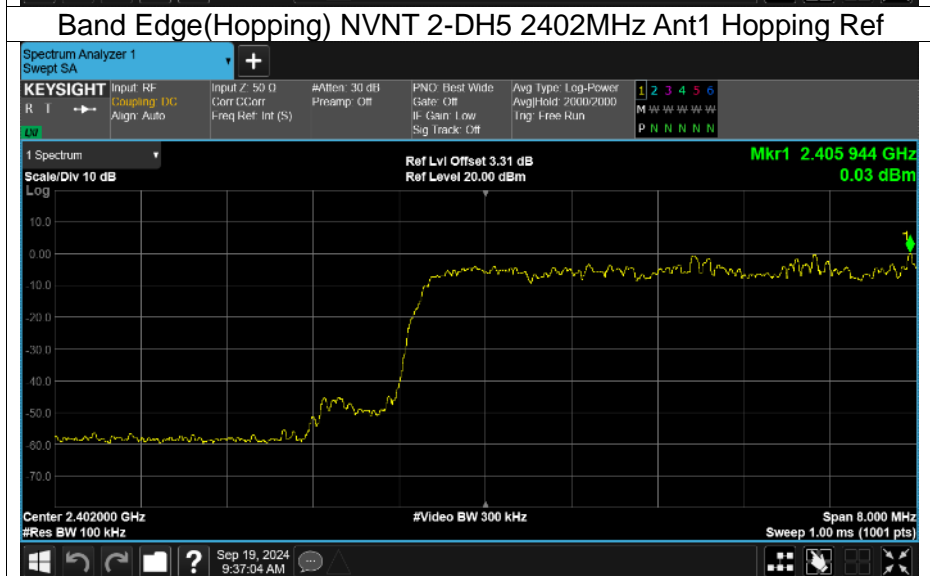 Band Edge(Hopping) NVNT 2-DH5 2402MHz Ant1 Hopping Ref
Spectrum Analyzer 1
Swept SA
+
KEYSIGHT
R T
LXI
Input: RF
Coupling: DC
Align: Auto
Input Z: 50 Ω
Corr CCorr
Freq Ref: Int (S)
#Atten: 30 dB
Preamp: Off
PNO: Best Wide
Gate: Off
IF Gain: Low
Sig Track: Off
Avg Type: Log-Power
Avg|Hold: 2000/2000
Trig: Free Run
1 2 3 4 5 6
M W W W W W
P N N N N N
1 Spectrum
Scale/Div 10 dB
Log
Ref Lvl Offset 3.31 dB
Ref Level 20.00 dBm
Mkr1 2.405 944 GHz
0.03 dBm
10.0
0.00
-10.0
-20.0
-30.0
-40.0
-50.0
-60.0
-70.0
1
Center 2.402000 GHz
#Res BW 100 kHz
#Video BW 300 kHz
Span 8.000 MHz
Sweep 1.00 ms (1001 pts)
?
Sep 19, 2024
9:37:04 AM